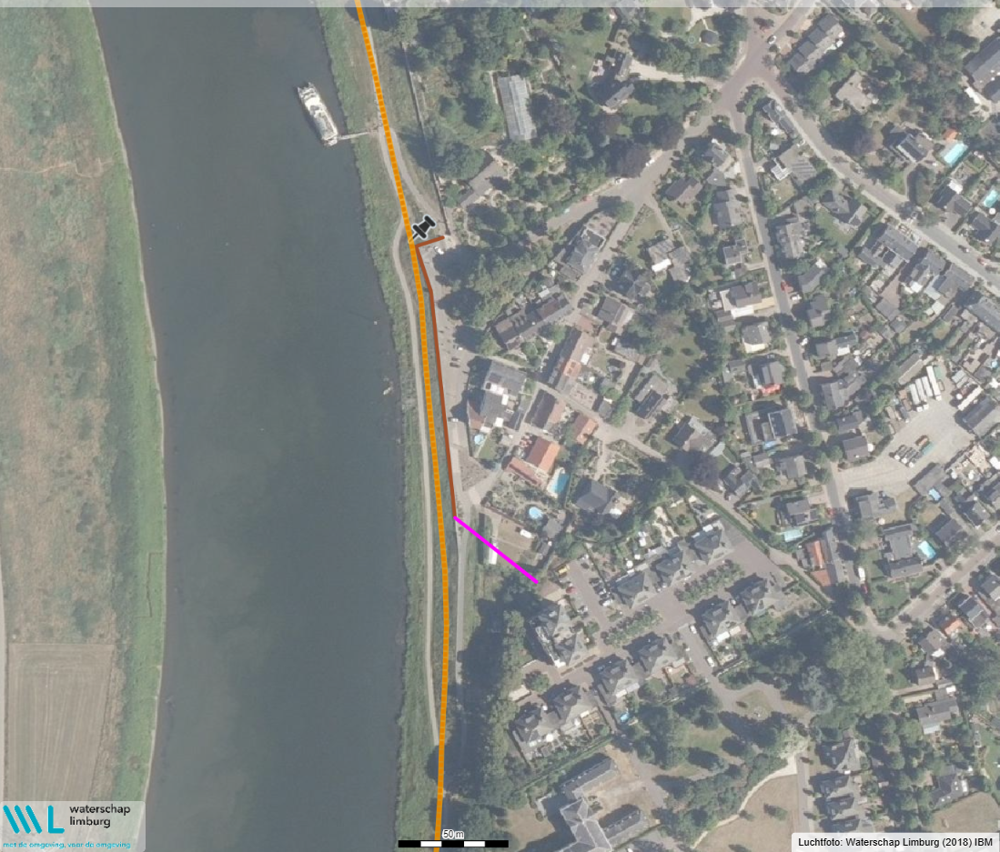 waterschap
limburg
met de omgeving, voor de omgeving
50 m
Luchtfoto: Waterschap Limburg (2018) IBM